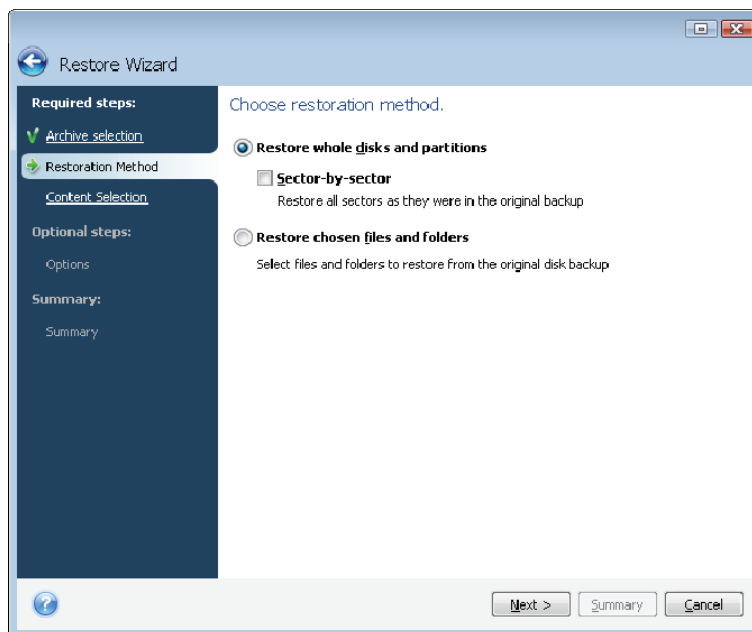 Restore Wizard
Required steps:
Archive selection
Restoration Method
Content Selection
Optional steps:
Options
Summary:
Summary
Choose restoration method.
Restore whole disks and partitions
Sector-by-sector
Restore all sectors as they were in the original backup
Restore chosen files and folders
Select files and folders to restore from the original disk backup
?
Next >
Summary
Cancel